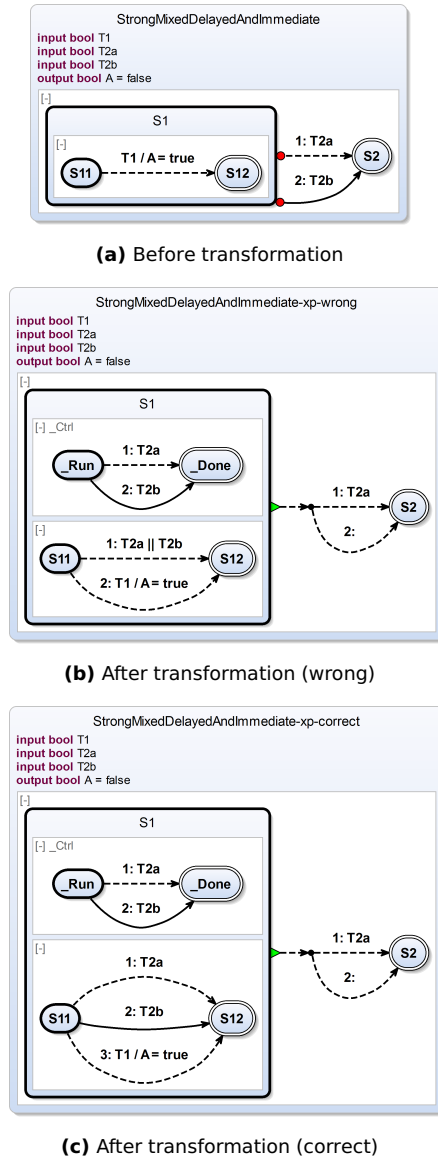 StrongMixedDelayedAndImmediate
input bool T1
input bool T2a
input bool T2b
output bool A = false
[-]
S1
[-]
S11
T1 / A = true
S12
1: T2a
2: T2b
S2
(a) Before transformation
StrongMixedDelayedAndImmediate-xp-wrong
input bool T1
input bool T2a
input bool T2b
output bool A = false
[-]
S1
[-] _Ctrl
_Run
1: T2a
2: T2b
_Done
[-]
S11
1: T2a || T2b
2: T1 / A = true
S12
1: T2a
2:
S2
(b) After transformation (wrong)
StrongMixedDelayedAndImmediate-xp-correct
input bool T1
input bool T2a
input bool T2b
output bool A = false
[-]
S1
[-] _Ctrl
_Run
1: T2a
2: T2b
_Done
[-]
S11
1: T2a
2: T2b
3: T1 / A = true
S12
1: T2a
2:
S2
(c) After transformation (correct)